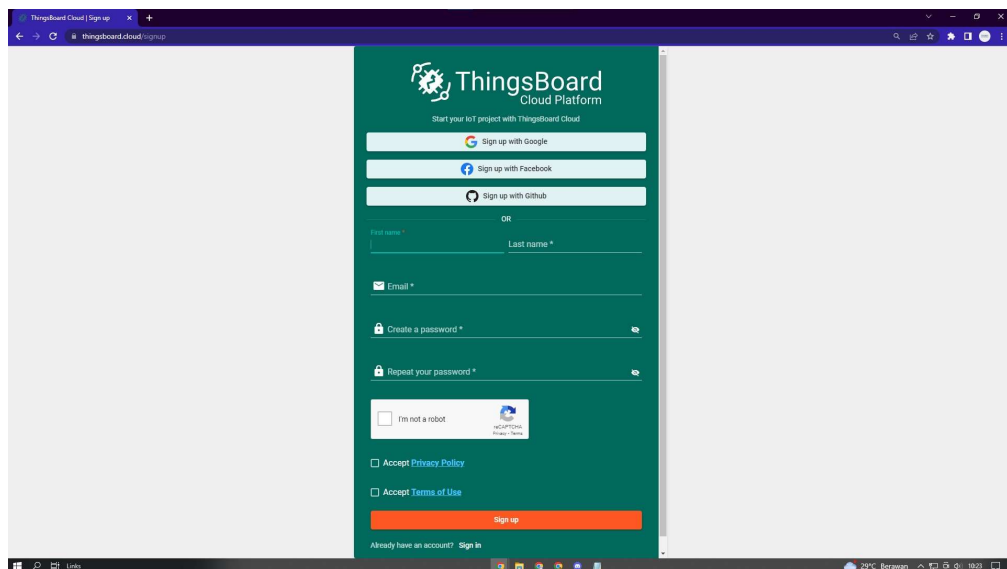 ThingsBoard Cloud | Sign up
thingsboard.cloud/signup
ThingsBoard
Cloud Platform
Start your IoT project with ThingsBoard Cloud
Sign up with Google
Sign up with Facebook
Sign up with Github
OR
First name *
Last name *
Email *
Create a password *
Repeat your password *
I'm not a robot
reCAPTCHA
Privacy - Terms
Accept Privacy Policy
Accept Terms of Use
Sign up
Already have an account? Sign in
Links
29°C Berawan
1023